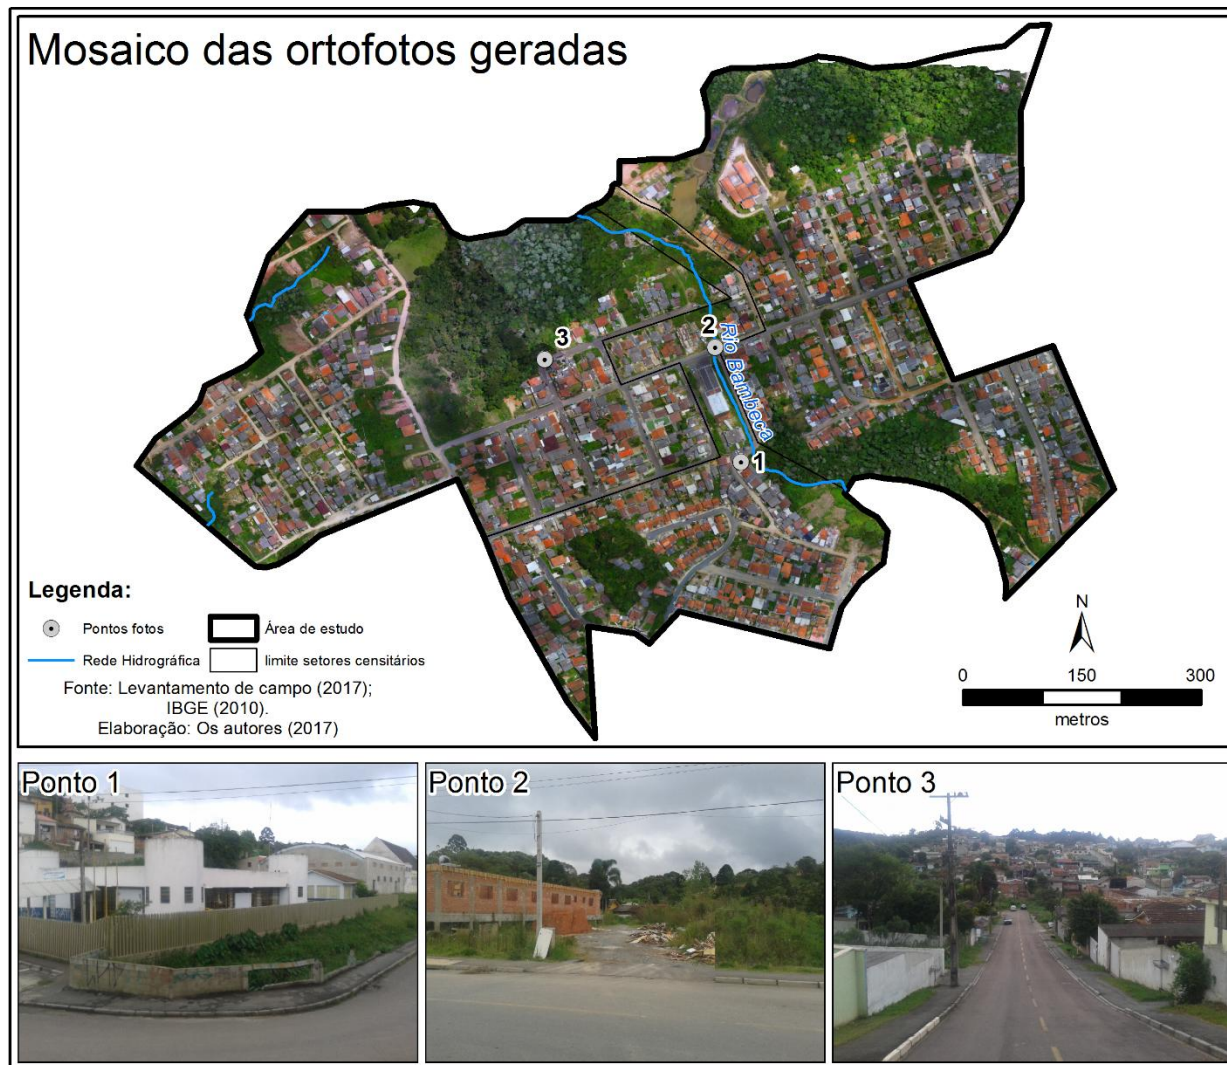 Mosaico das ortofotos geradas
3
2
Rio Bambeca
1
Legenda:
Pontos fotos
Área de estudo
Rede Hidrográfica
limite setores censitários
Fonte: Levantamento de campo (2017);
IBGE (2010).
Elaboração: Os autores (2017)
N
0 150 300
metros
Ponto 1
Ponto 2
Ponto 3